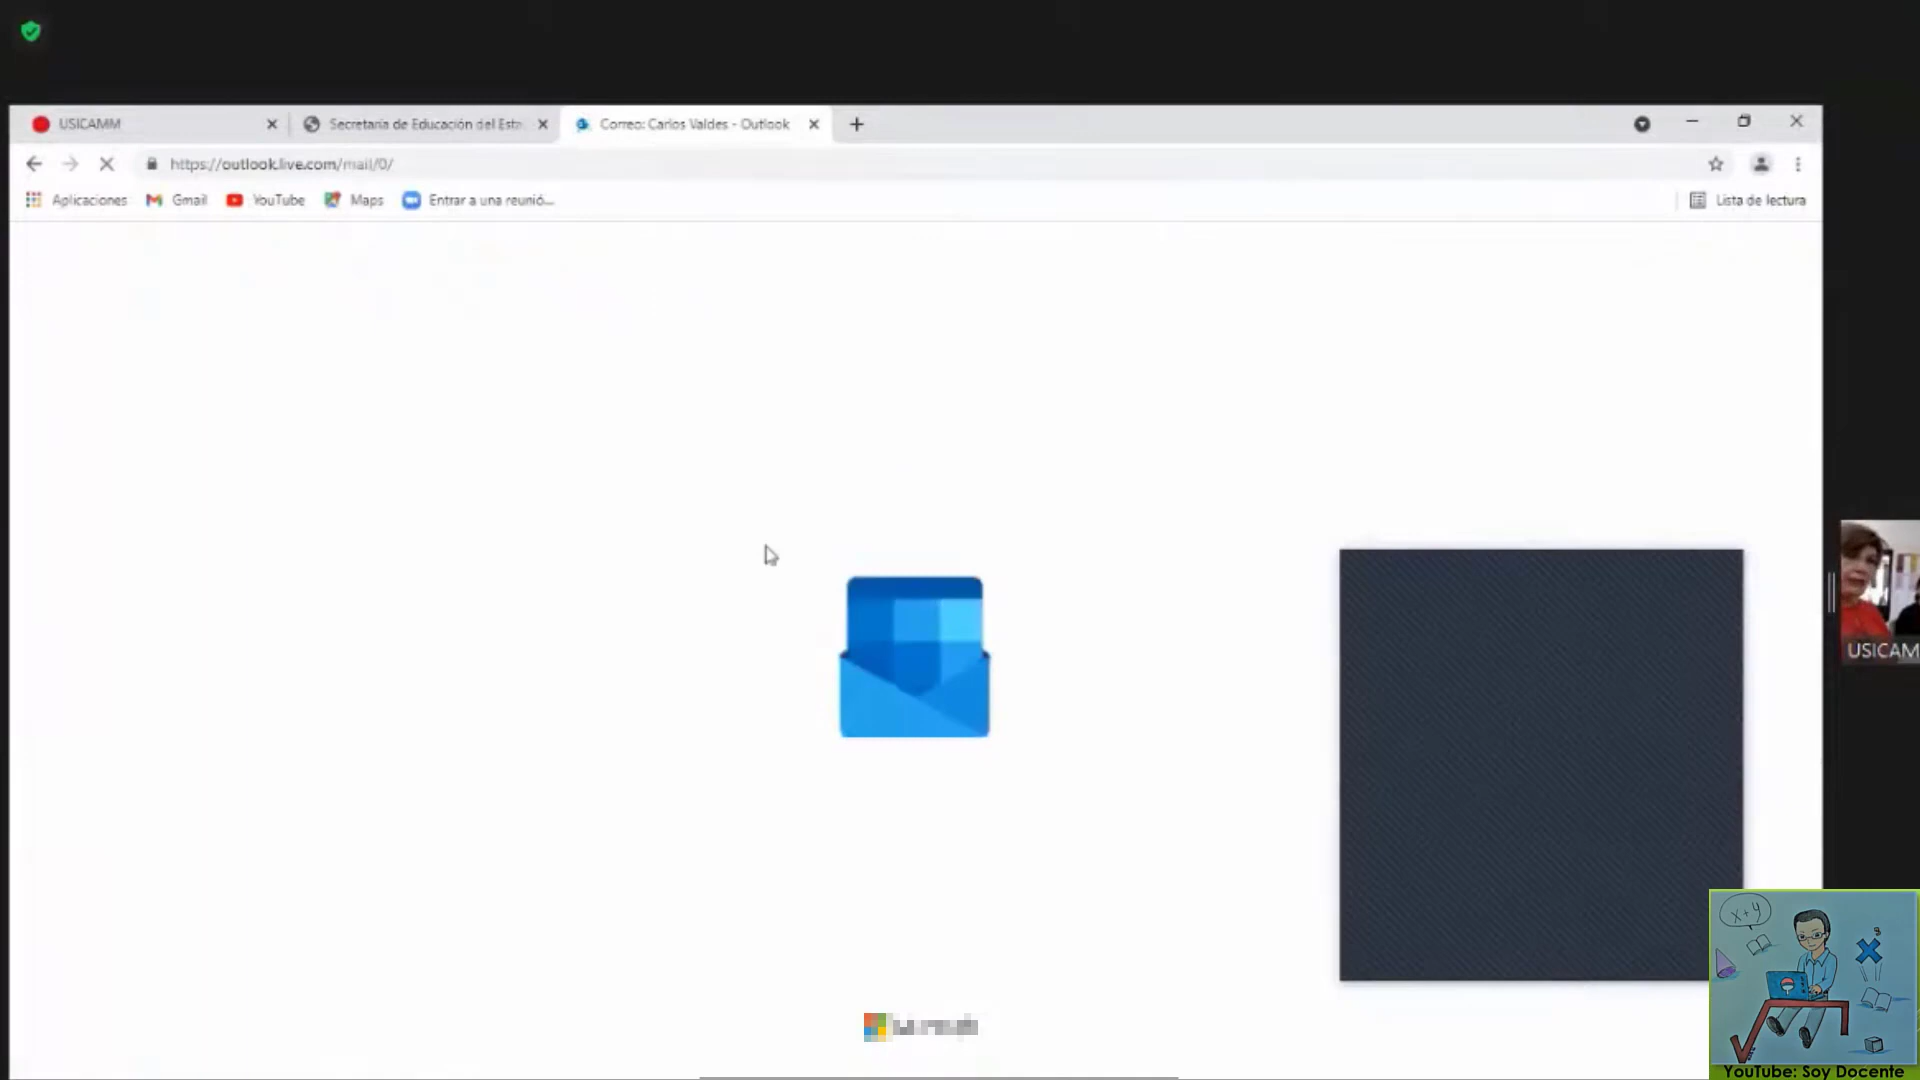 USICAMM
Secretaría de Educación del Esta
Correo: Carlos Valdes - Outlook
https://outlook.live.com/mail/0/
Aplicaciones
Gmail
YouTube
Maps
Entrar a una reunió...
Lista de lectura
USICAM
x+y
YouTube: Soy Docente